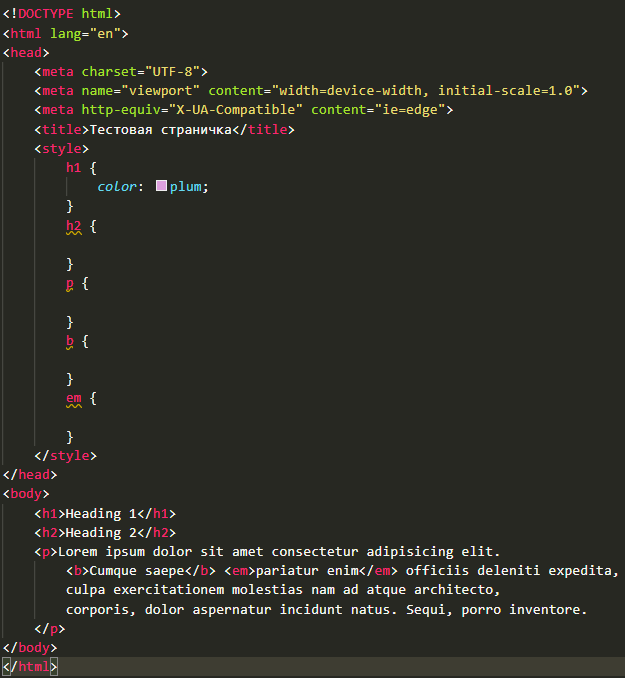 <!DOCTYPE html>
<html lang="en">
<head>
    <meta charset="UTF-8">
    <meta name="viewport" content="width=device-width, initial-scale=1.0">
    <meta http-equiv="X-UA-Compatible" content="ie=edge">
    <title>Тестовая страничка</title>
    <style>
        h1 {
            color: plum;
        }
        h2 {

        }
        p {

        }
        b {

        }
        em {

        }
    </style>
</head>
<body>
    <h1>Heading 1</h1>
    <h2>Heading 2</h2>
    <p>Lorem ipsum dolor sit amet consectetur adipisicing elit.
        <b>Cumque saepe</b> <em>pariatur enim</em> officiis deleniti expedita,
        culpa exercitationem molestias nam ad atque architecto,
        corporis, dolor aspernatur incidunt natus. Sequi, porro inventore.
    </p>
</body>
</html>